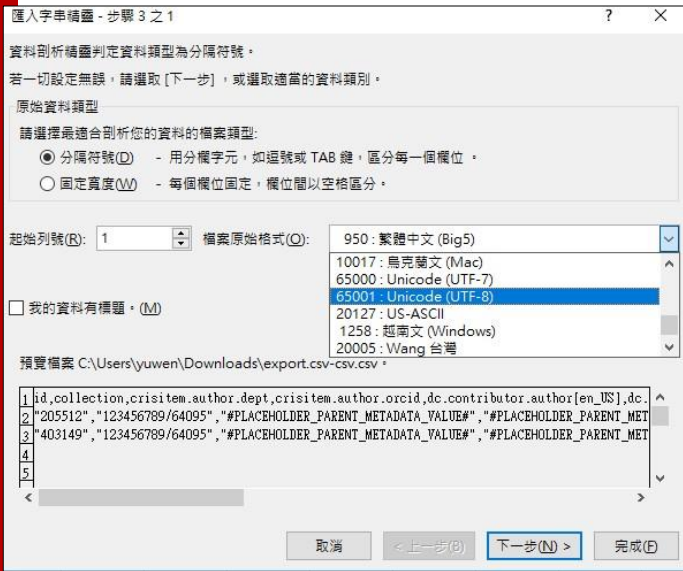 匯入字串精靈 - 步驟 3 之 1
資料剖析精靈判定資料類型為分隔符號。
若一切設定無誤,請選取 [下一步] ,或選取適當的資料類別。
原始資料類型
請選擇最適合剖析您的資料的檔案類型:
分隔符號(D) - 用分欄字元,如逗號或 TAB 鍵,區分每一個欄位 。
固定寬度(W) - 每個欄位固定,欄位間以空格區分。
起始列號(R): 1 檔案原始格式(O): 950 : 繁體中文 (Big5)
10017 : 烏克蘭文 (Mac)
65000 : Unicode (UTF-7)
65001 : Unicode (UTF-8)
20127 : US-ASCII
1258 : 越南文 (Windows)
20005 : Wang 台灣
我的資料有標題。(M)
預覽檔案 C:\Users\yuwen\Downloads\export.csv-csv.csv。
1 id,collection,crisitem.author.dept,crisitem.author.orcid,dc.contributor.author[en_US],dc.
2 "205512","123456789/64095","#PLACEHOLDER_PARENT_METADATA_VALUE#","#PLACEHOLDER_PARENT_MET
3 "403149","123456789/64095","#PLACEHOLDER_PARENT_METADATA_VALUE#","#PLACEHOLDER_PARENT_MET
4
5
取消 < 上一步(B) 下一步(N) > 完成(F)